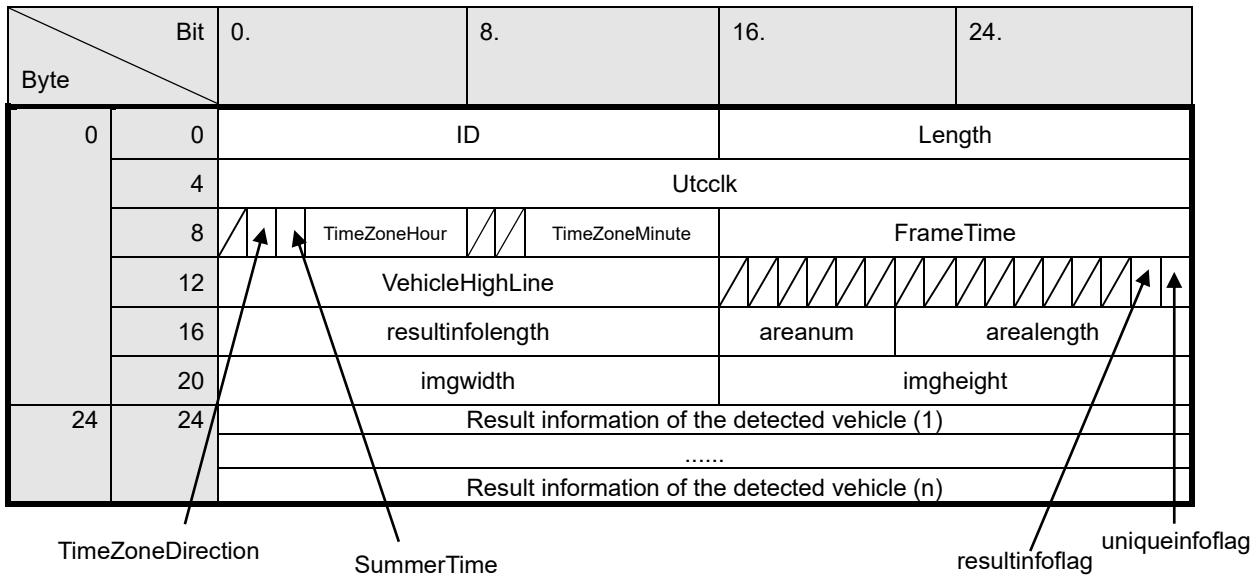 Bit 0. 8. 16. 24.
Byte
0 0 ID Length
4 Utcclk
8 TimeZoneHour TimeZoneMinute FrameTime
12 VehicleHighLine
16 resultinfolength areanum arealength
20 imgwidth imgheight
24 24 Result information of the detected vehicle (1)
......
Result information of the detected vehicle (n)
TimeZoneDirection SummerTime resultinfoflag uniqueinfoflag